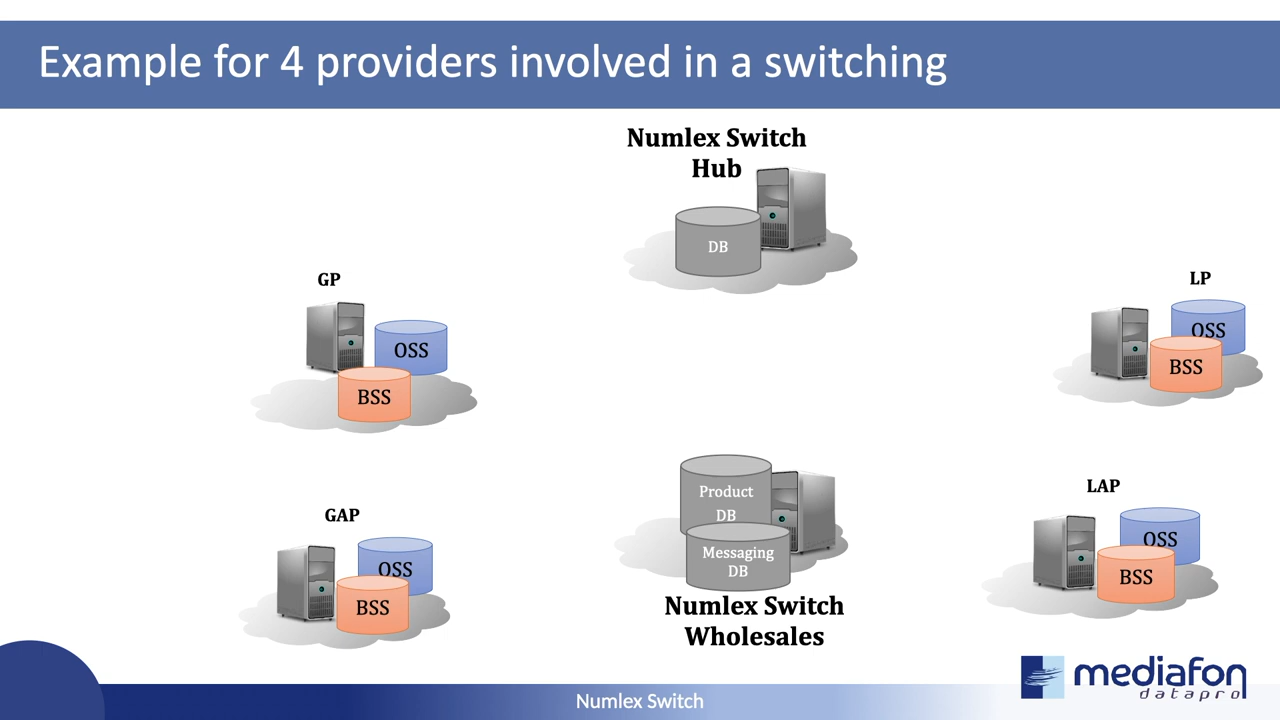 Example for 4 providers involved in a switching
Numlex Switch
Hub
DB
GP
OSS
BSS
LP
OSS
BSS
GAP
OSS
BSS
Product
DB
Messaging
DB
Numlex Switch
Wholesales
LAP
OSS
BSS
mediafon
datapro
Numlex Switch